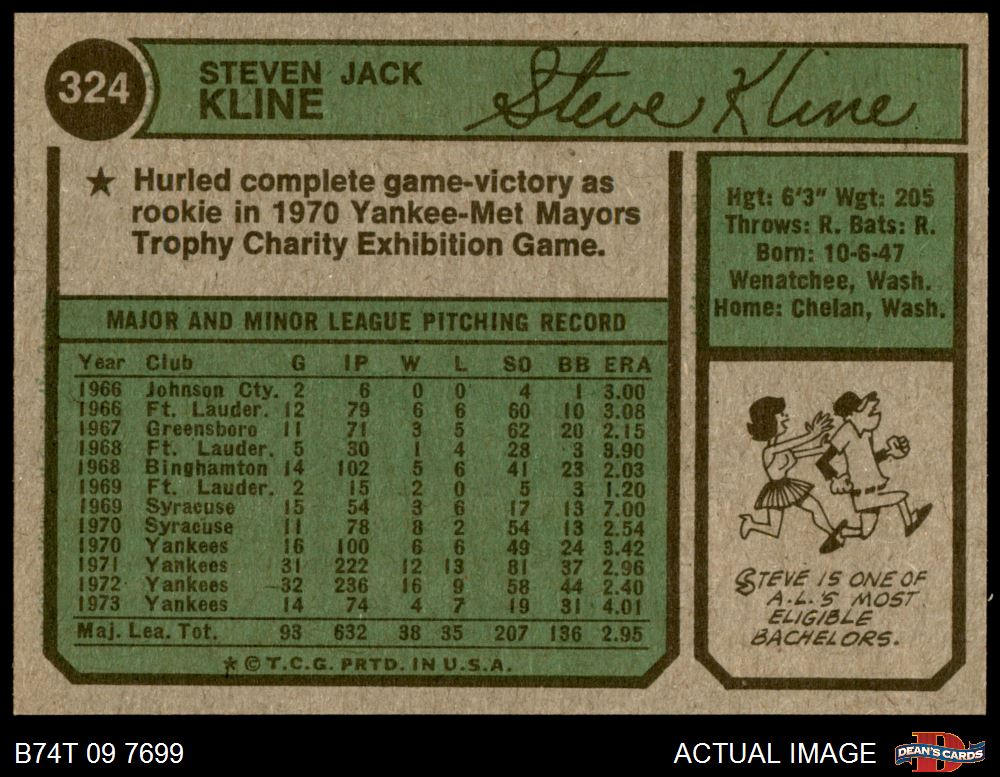 324
STEVEN JACK
KLINE
Steve Kline
★ Hurled complete game-victory as
rookie in 1970 Yankee-Met Mayors
Trophy Charity Exhibition Game.
Hgt: 6'3" Wgt: 205
Throws: R. Bats: R.
Born: 10-6-47
Wenatchee, Wash.
Home: Chelan, Wash.
MAJOR AND MINOR LEAGUE PITCHING RECORD
Year Club G IP W L SO BB ERA
1966 Johnson Cty. 2 6 0 0 4 1 3.00
1966 Ft. Lauder. 12 79 6 6 60 10 3.08
1967 Greensboro 11 71 3 5 62 20 2.15
1968 Ft. Lauder. 5 30 1 4 28 3 3.90
1968 Binghamton 14 102 5 6 41 23 2.03
1969 Ft. Lauder. 2 15 2 0 5 3 1.20
1969 Syracuse 15 54 3 6 17 13 7.00
1970 Syracuse 11 78 8 2 54 13 2.54
1970 Yankees 16 100 6 6 49 24 3.42
1971 Yankees 31 222 12 13 81 37 2.96
1972 Yankees 32 236 16 9 58 44 2.40
1973 Yankees 14 74 4 7 19 31 4.01
Maj. Lea. Tot. 93 632 38 35 207 136 2.95
★ © T.C.G. PRTD. IN U.S.A.
STEVE IS ONE OF
A.L.'S MOST
ELIGIBLE
BACHELORS.
B74T 09 7699
ACTUAL IMAGE
D
DEAN'S CARDS